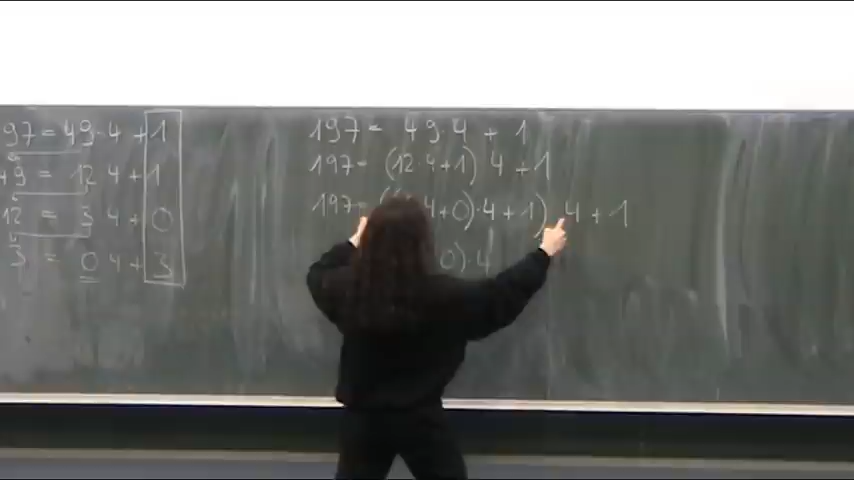 97 = 49·4 + 1
49 = 12 4 + 1
12 = 3 4 + 0
3 = 0 4 + 3
197 = 49·4 + 1
197 = (12·4+1) 4 + 1
197 = ( 4+0)·4+1)·4+1
0)·4